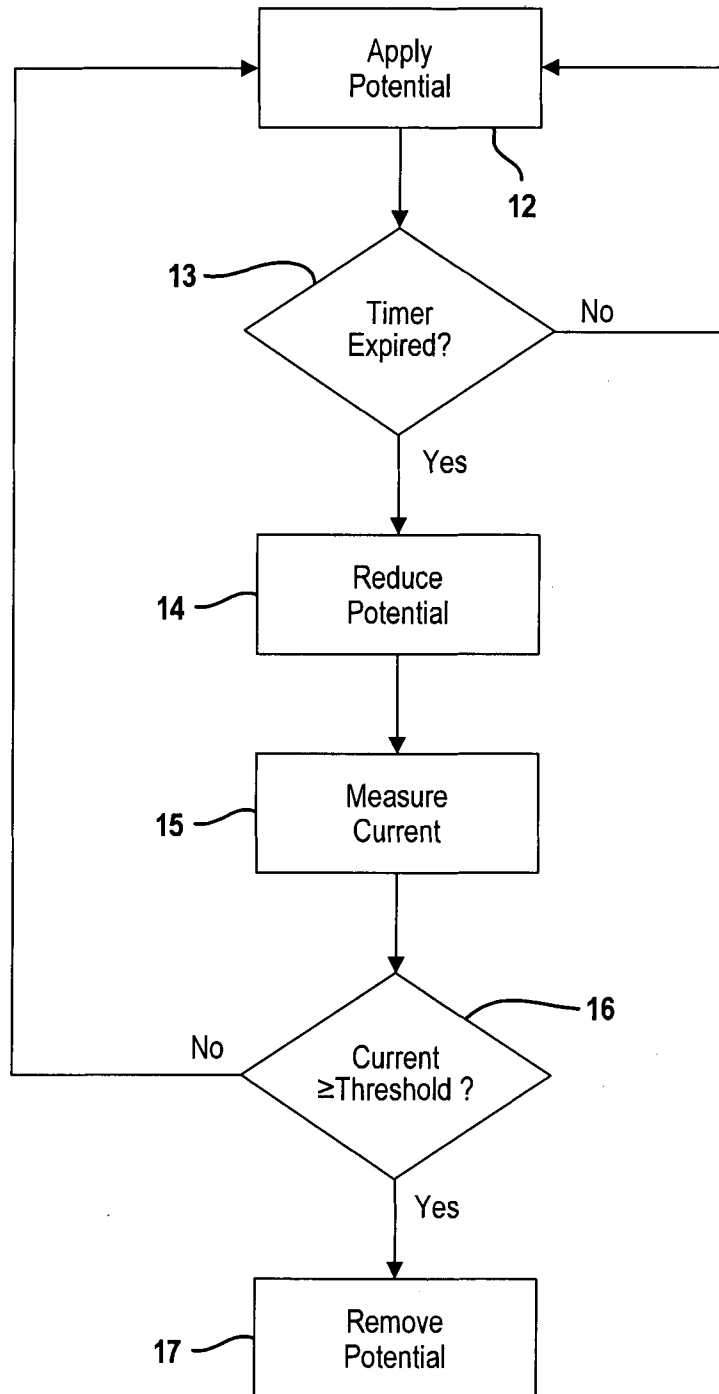 Apply
Potential
12
13
Timer
Expired?
No
Yes
14
Reduce
Potential
15
Measure
Current
16
No
Current
≥Threshold ?
Yes
17
Remove
Potential